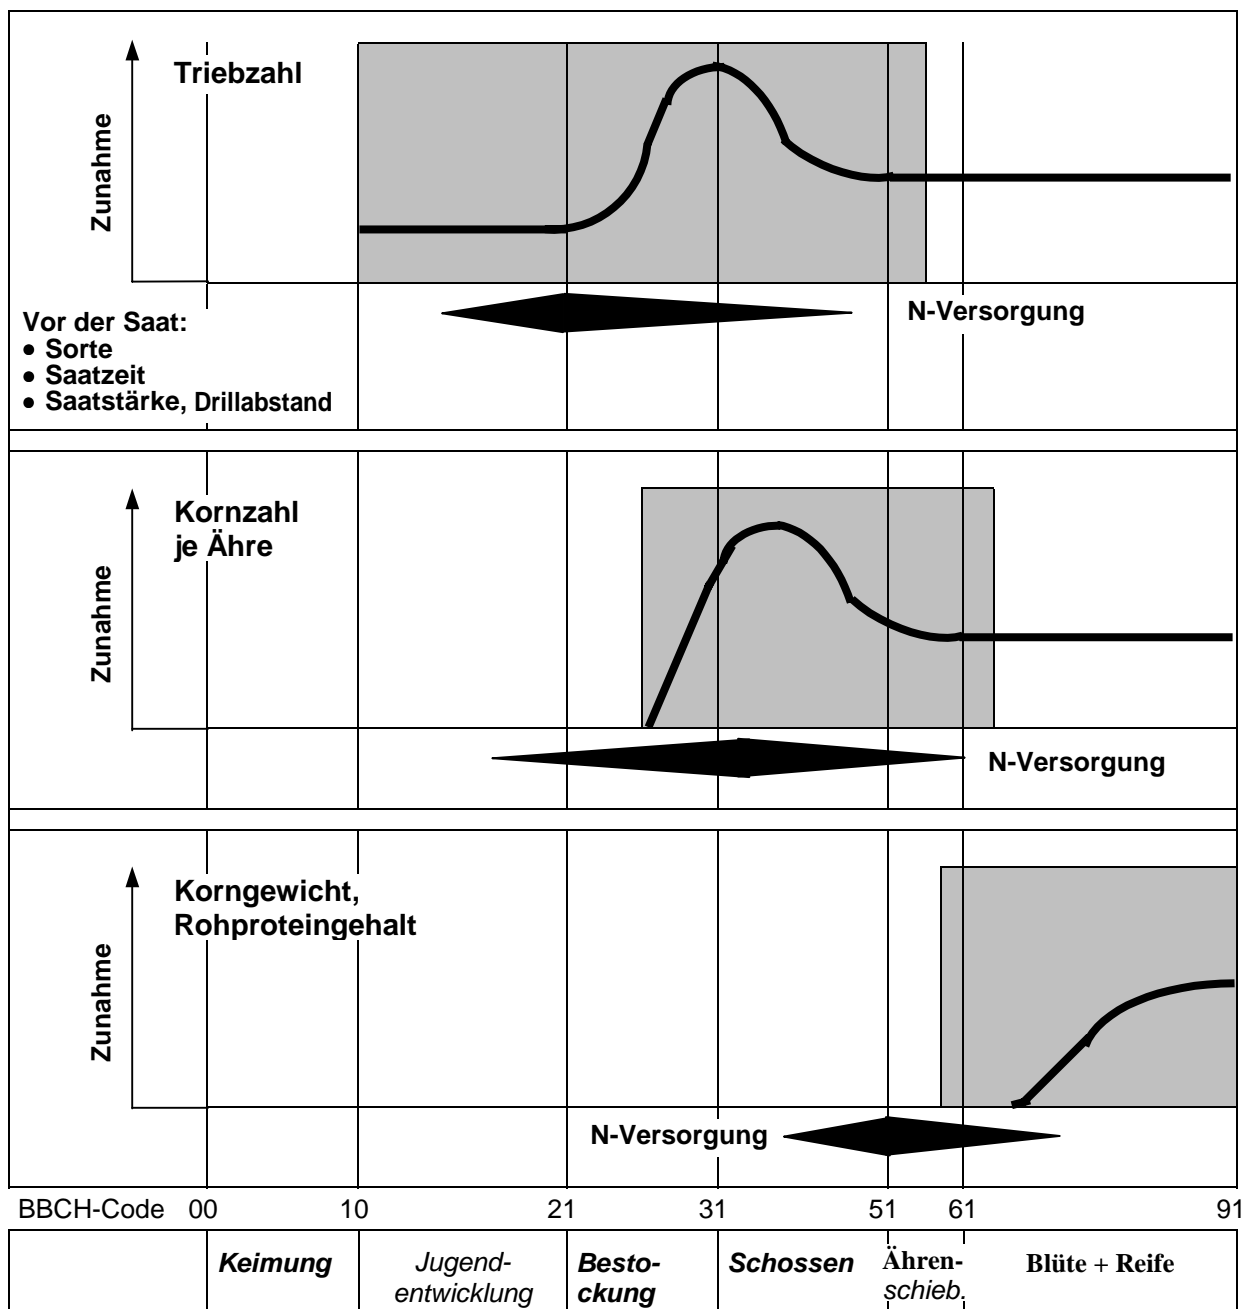 Triebzahl
Zunahme
N-Versorgung
Vor der Saat:
• Sorte
• Saatzeit
• Saatstärke, Drillabstand
Kornzahl
je Ähre
Zunahme
N-Versorgung
Korngewicht,
Rohproteingehalt
Zunahme
N-Versorgung
BBCH-Code 00 10 21 31 51 61 91
Keimung Jugend- Besto- Schossen Ähren- Blüte + Reife
entwicklung ckung schieb.